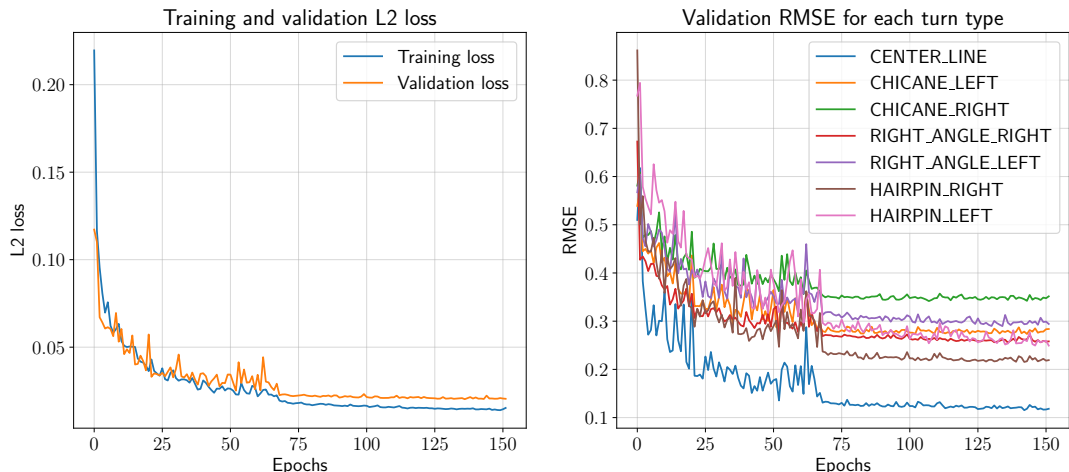 Training and validation L2 loss
Training loss
Validation loss
L2 loss
0.20
0.15
0.10
0.05
0
25
50
75
100
125
150
Epochs
Validation RMSE for each turn type
CENTER_LINE
CHICANE_LEFT
CHICANE_RIGHT
RIGHT_ANGLE_RIGHT
RIGHT_ANGLE_LEFT
HAIRPIN_RIGHT
HAIRPIN_LEFT
RMSE
0.8
0.7
0.6
0.5
0.4
0.3
0.2
0.1
0
25
50
75
100
125
150
Epochs